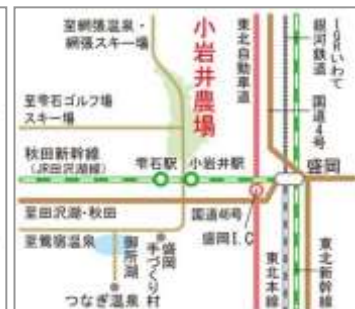 至網張温泉・
網張スキー場
小岩井農場
東北自動車道
IGRいわて
銀河鉄道
国道4号
至雫石ゴルフ場
スキー場
秋田新幹線
(JR田沢湖線)
雫石駅
小岩井駅
盛岡
至田沢湖・秋田
国道46号
盛岡I.C
至鶯宿温泉
御所湖
盛岡
手づくり村
つなぎ温泉
東北本線
東北新幹線